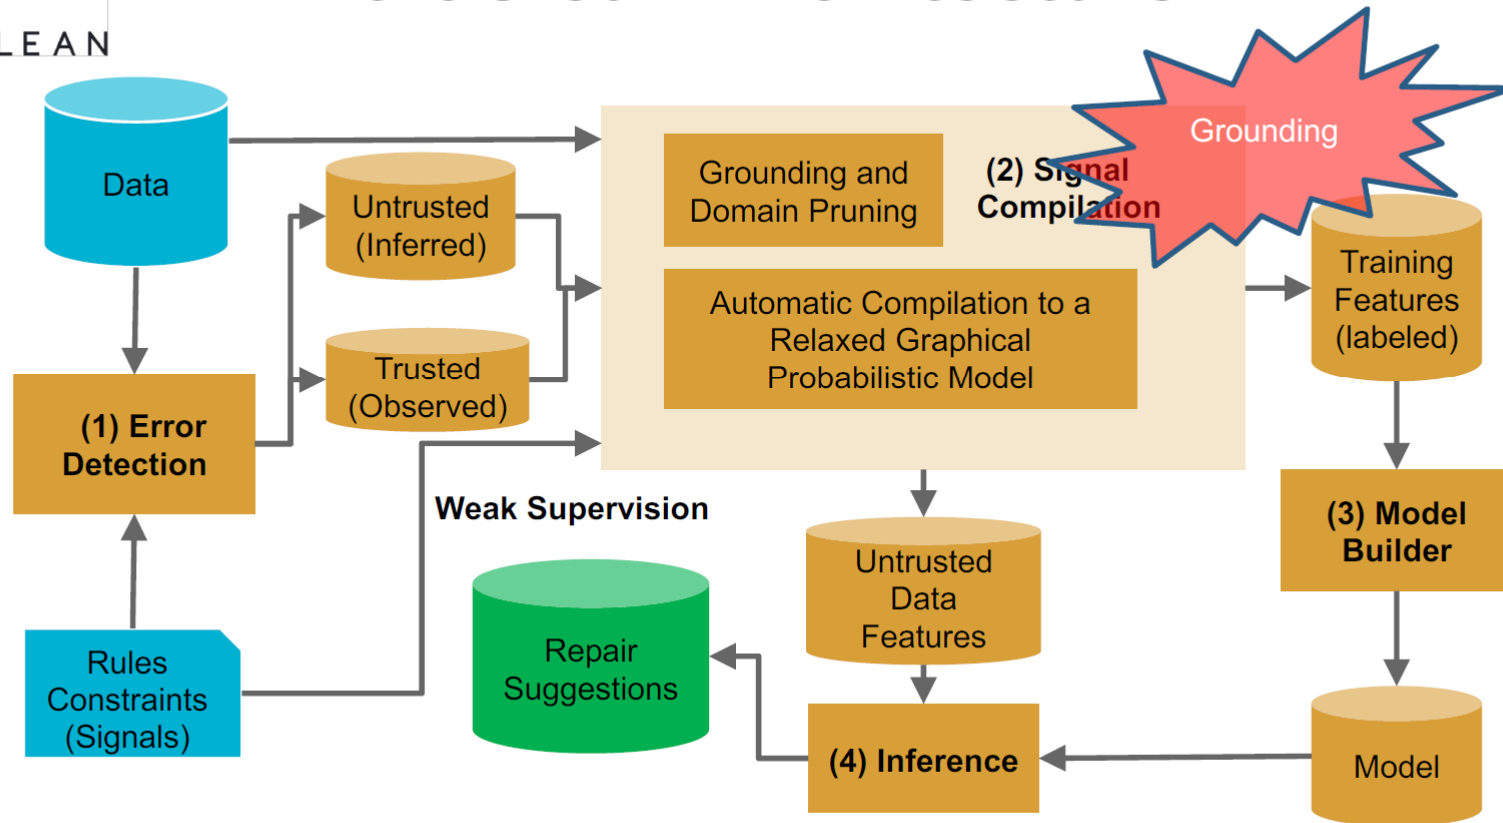 LEAN
Data
Untrusted
(Inferred)
Trusted
(Observed)
(1) Error
Detection
Rules
Constraints
(Signals)
Weak Supervision
Grounding and
Domain Pruning
(2) Signal
Compilation
Grounding
Automatic Compilation to a
Relaxed Graphical
Probabilistic Model
Training
Features
(labeled)
(3) Model
Builder
Model
Untrusted
Data
Features
(4) Inference
Repair
Suggestions